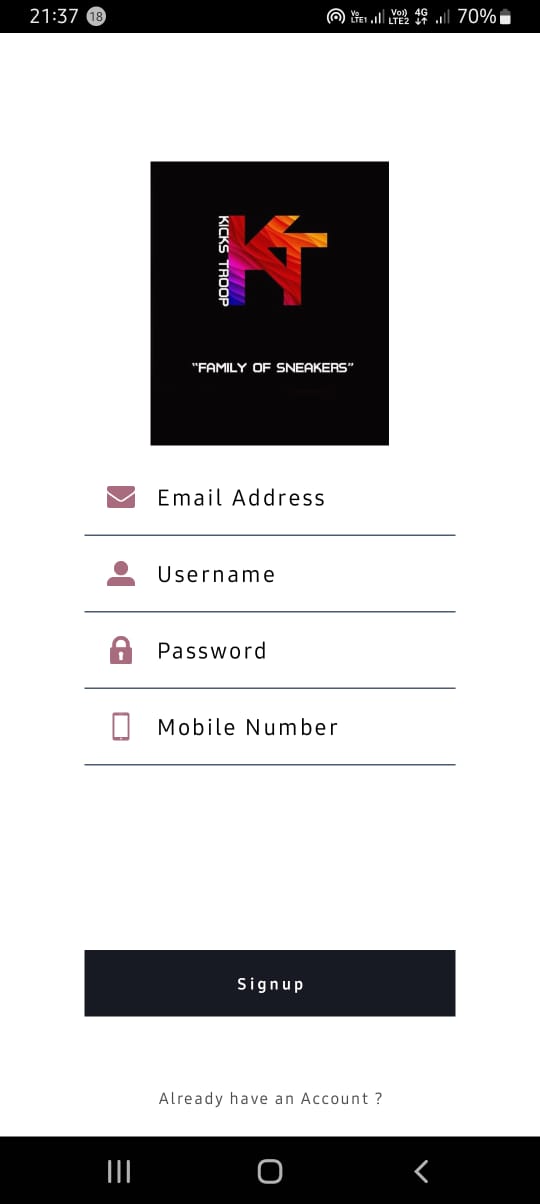 21:37 18 Vo LTE1 Vo)) LTE2 4G 70%
KICKS TROOP
KT
"FAMILY OF SNEAKERS"
Email Address
Username
Password
Mobile Number
Signup
Already have an Account ?